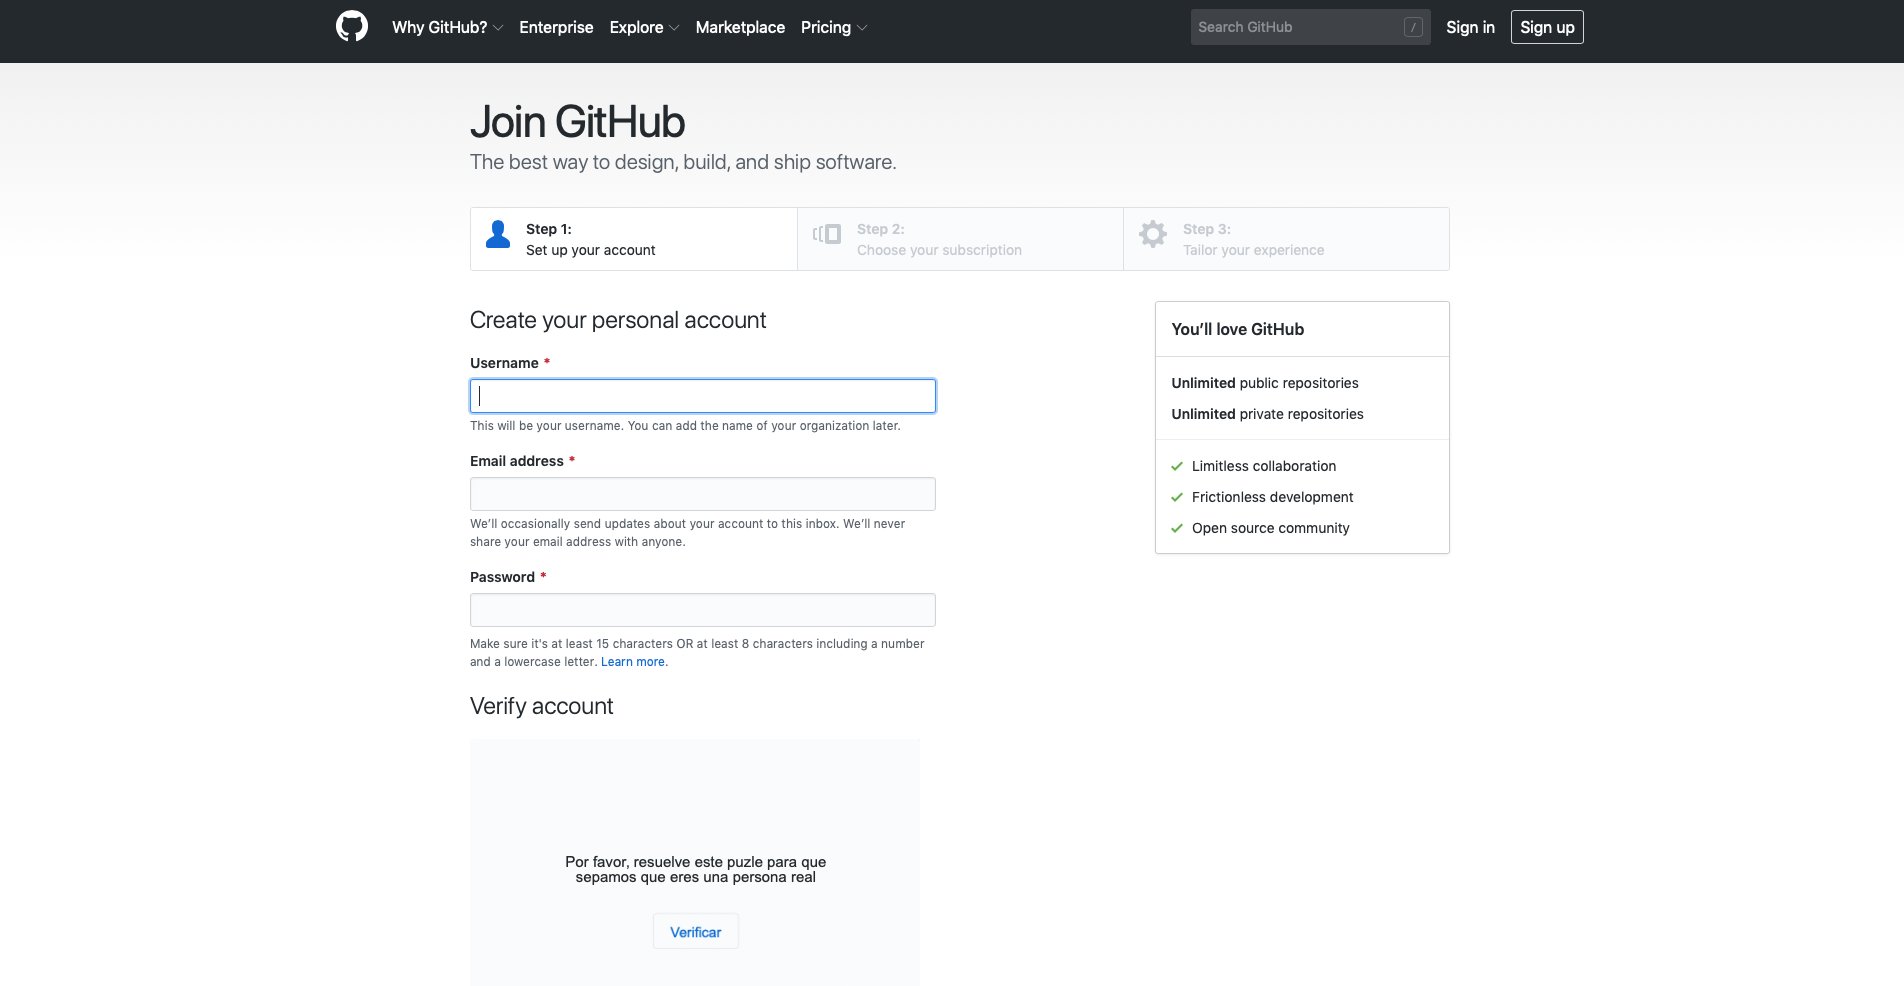 Why GitHub? Enterprise Explore Marketplace Pricing Search GitHub / Sign in Sign up
Join GitHub
The best way to design, build, and ship software.
Step 1:
Set up your account
Step 2:
Choose your subscription
Step 3:
Tailor your experience
Create your personal account
Username *
This will be your username. You can add the name of your organization later.
Email address *
We’ll occasionally send updates about your account to this inbox. We’ll never
share your email address with anyone.
Password *
Make sure it's at least 15 characters OR at least 8 characters including a number
and a lowercase letter. Learn more.
Verify account
Por favor, resuelve este puzle para que
sepamos que eres una persona real
Verificar
You’ll love GitHub
Unlimited public repositories
Unlimited private repositories
Limitless collaboration
Frictionless development
Open source community